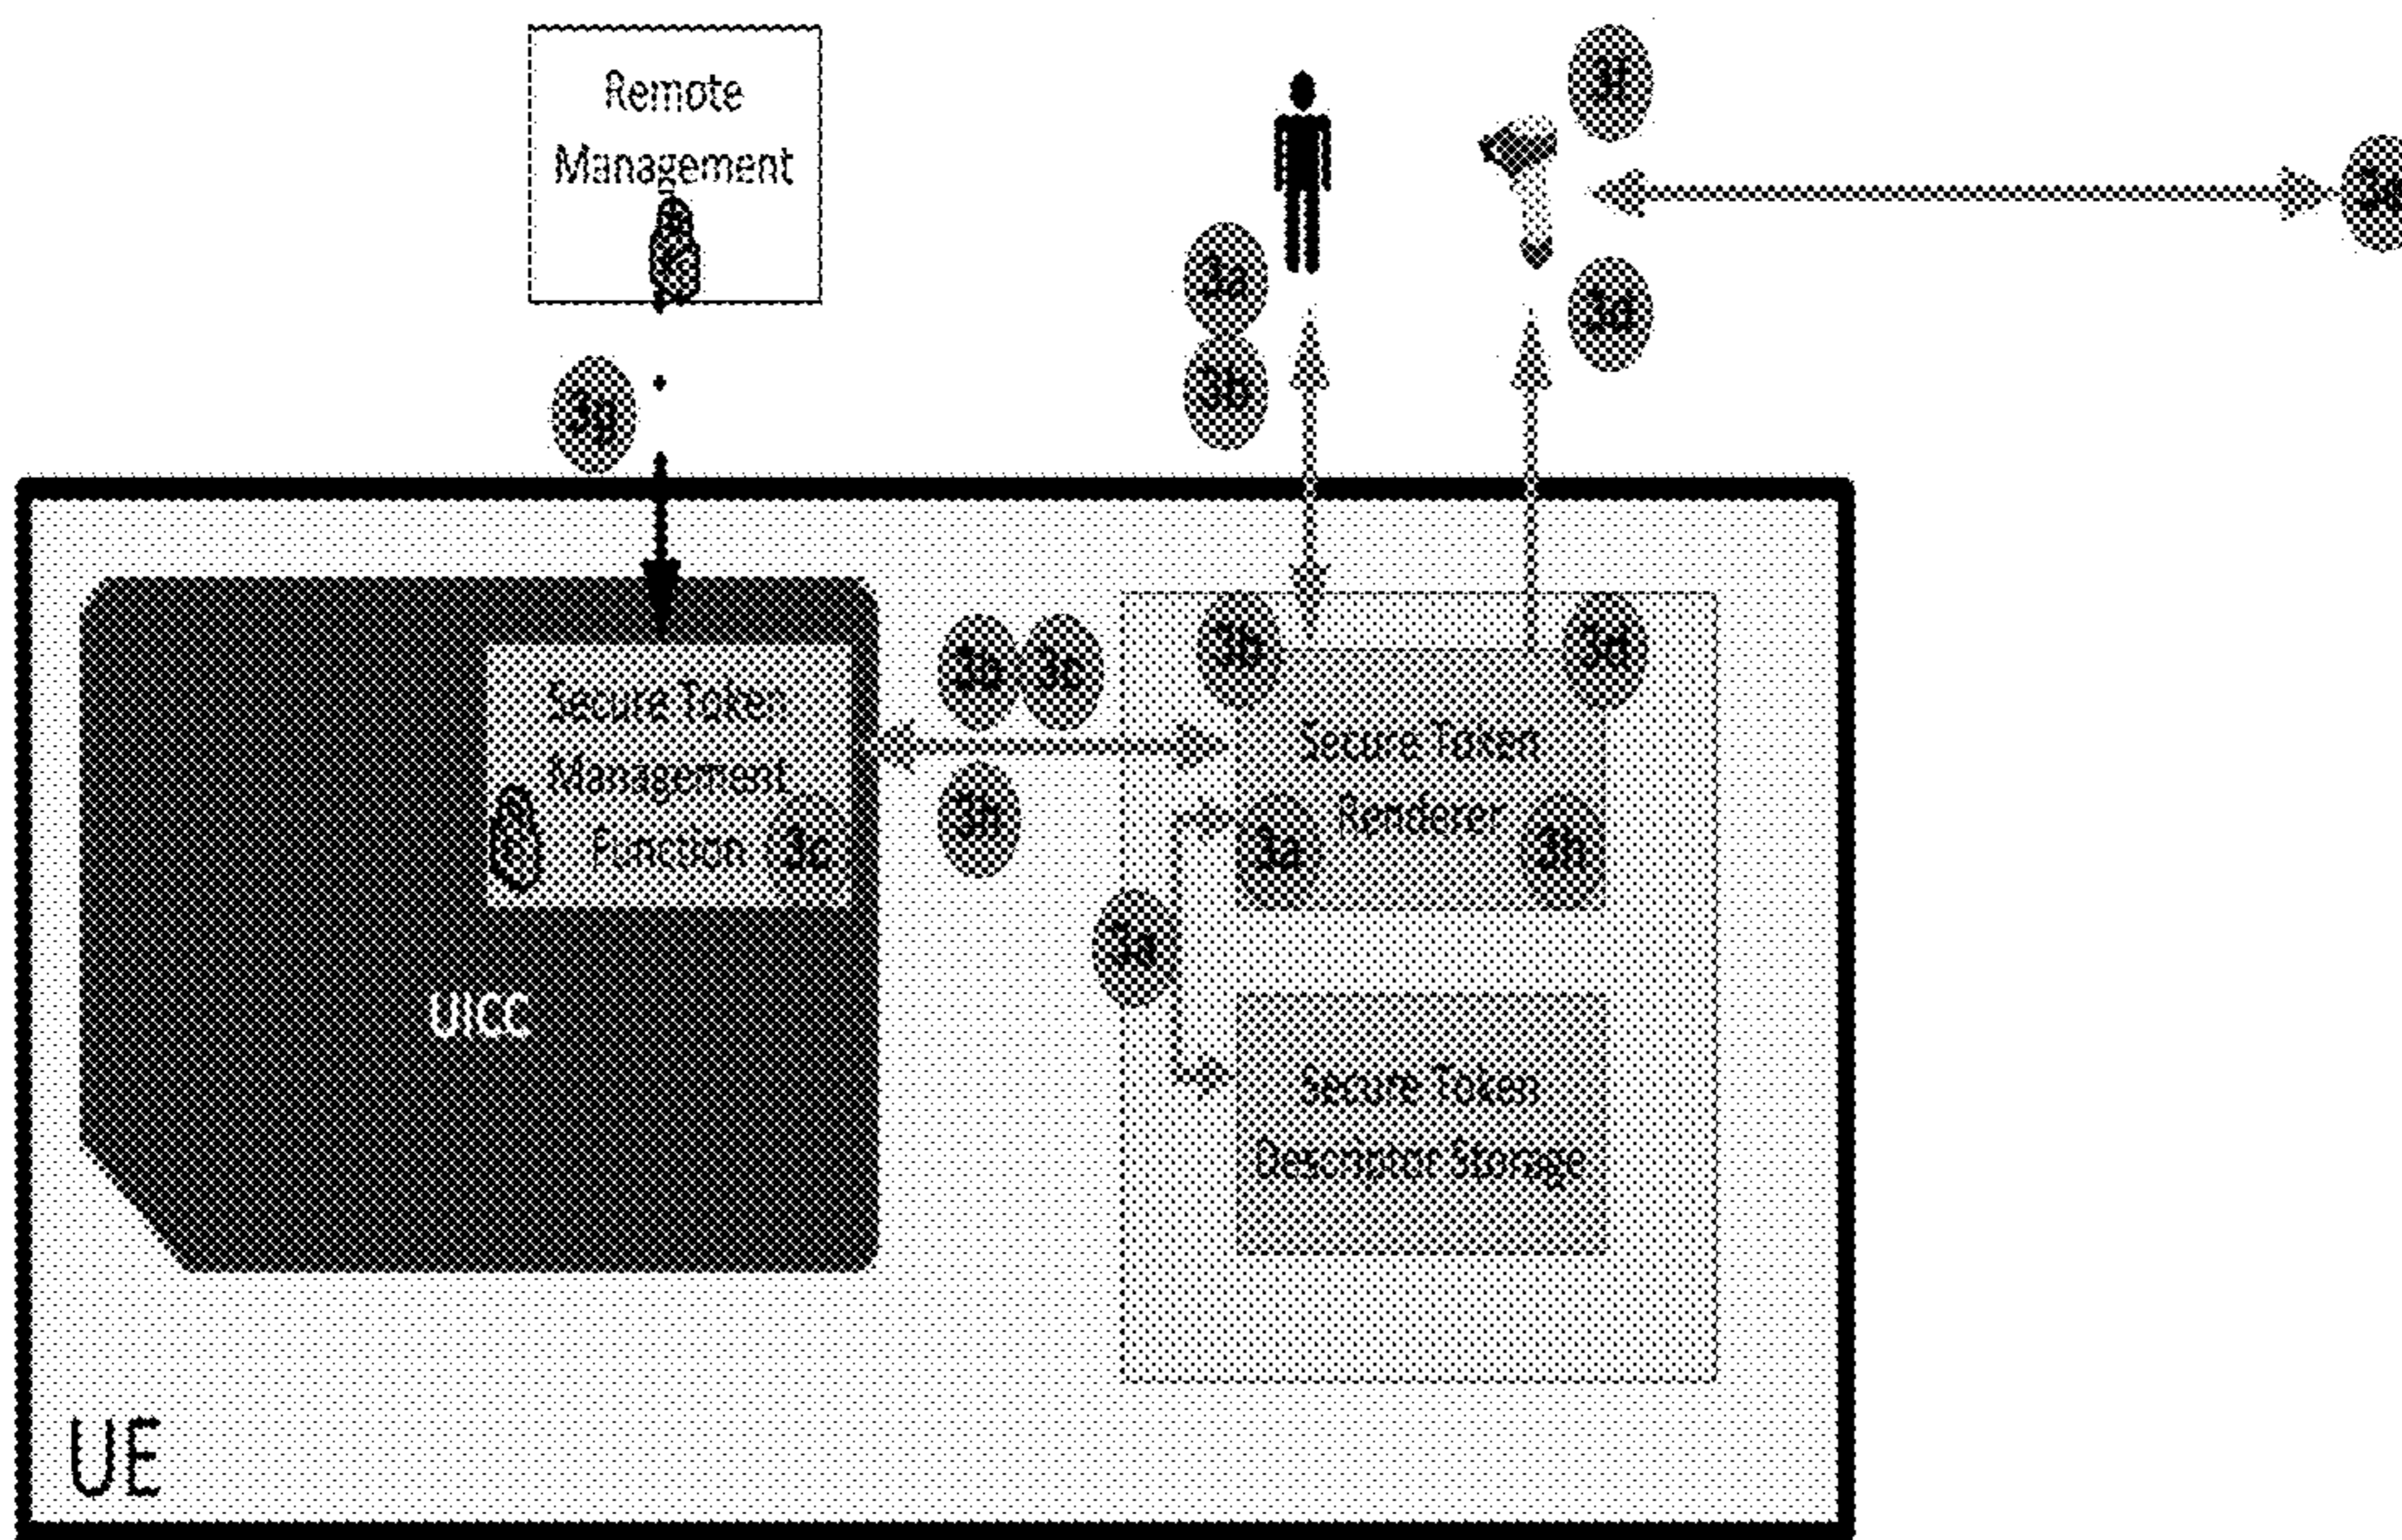 Remote
Management
3f
3a
3d
3b
3g
Secure Token
Management
Function
3c
3b
3c
3h
3b
3d
Secure Token
Renderer
3a
3h
3a
UICC
Secure Token
Descriptor Storage
UE